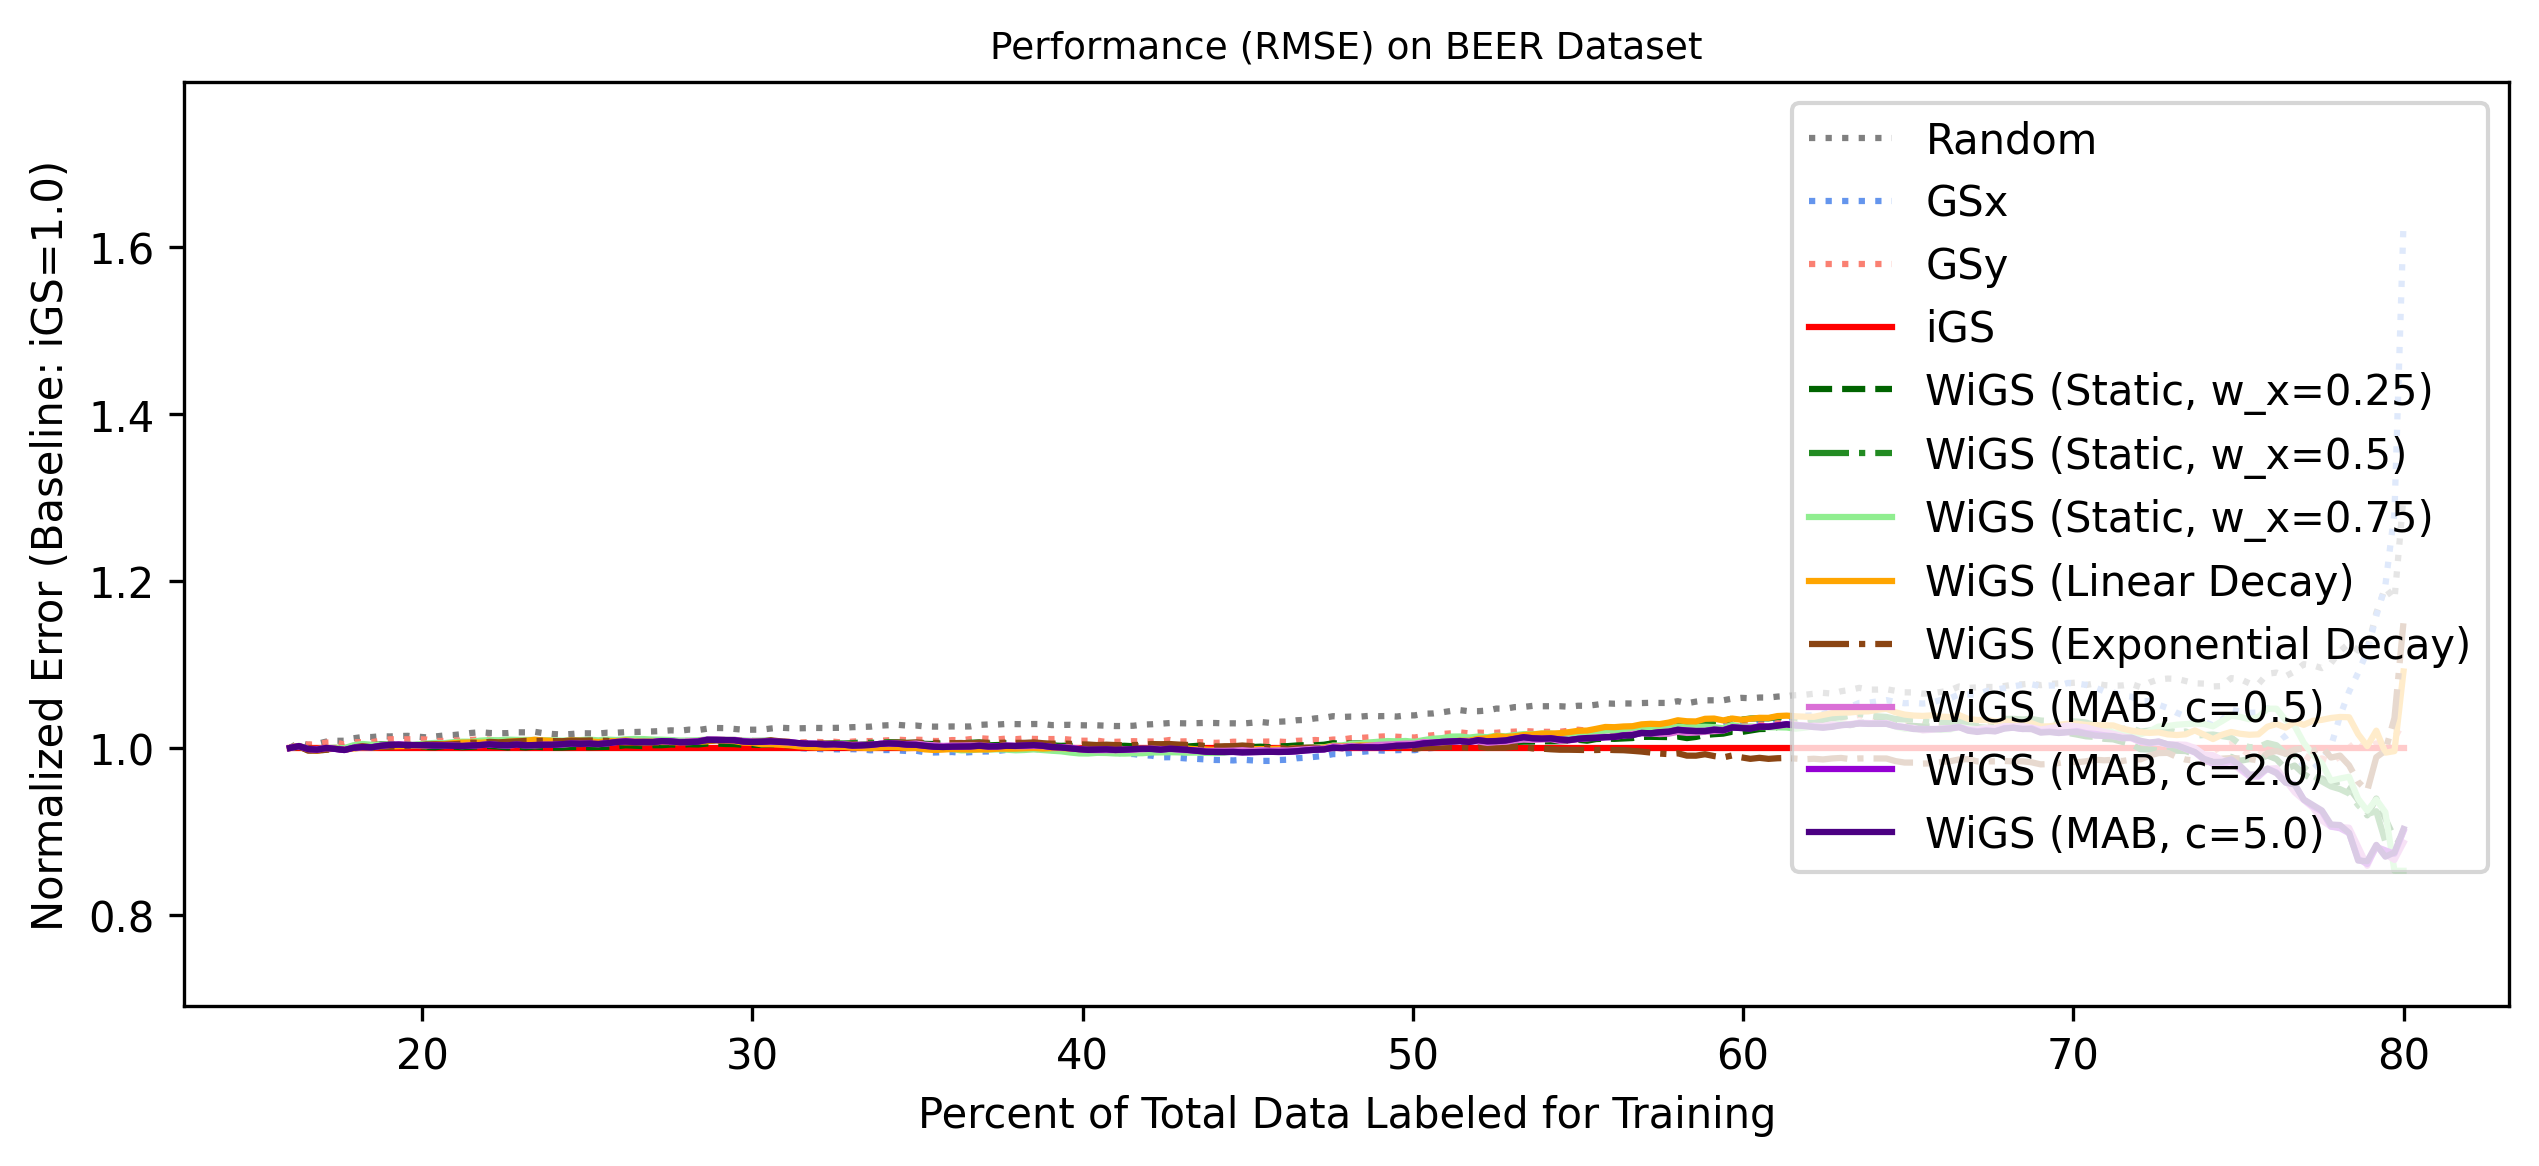 Performance (RMSE) on BEER Dataset
Normalized Error (Baseline: iGS=1.0)
1.6
1.4
1.2
1.0
0.8
Random
GSx
GSy
iGS
WiGS (Static, w_x=0.25)
WiGS (Static, w_x=0.5)
WiGS (Static, w_x=0.75)
WiGS (Linear Decay)
WiGS (Exponential Decay)
WiGS (MAB, c=0.5)
WiGS (MAB, c=2.0)
WiGS (MAB, c=5.0)
20 30 40 50 60 70 80
Percent of Total Data Labeled for Training